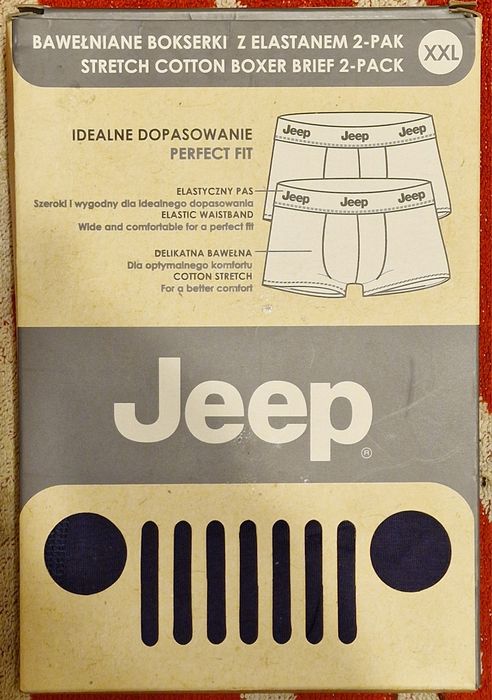 BAWEŁNIANE BOKSERKI Z ELASTANEM 2-PAK
STRETCH COTTON BOXER BRIEF 2-PACK
XXL
IDEALNE DOPASOWANIE
PERFECT FIT
Jeep Jeep Jeep
ELASTYCZNY PAS
Szeroki i wygodny dla idealnego dopasowania
ELASTIC WAISTBAND
Wide and comfortable for a perfect fit
Jeep Jeep Jeep
DELIKATNA BAWEŁNA
Dla optymalnego komfortu
COTTON STRETCH
For a better comfort
Jeep®